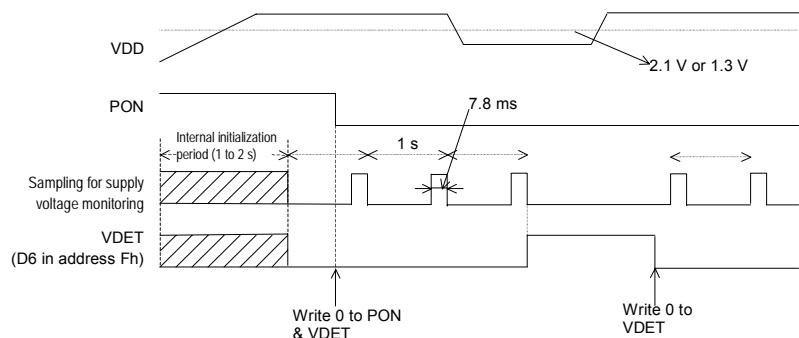 VDD
2.1 V or 1.3 V
PON
7.8 ms
Internal initialization
period (1 to 2 s)
1 s
Sampling for supply
voltage monitoring
VDET
(D6 in address Fh)
Write 0 to PON
& VDET
Write 0 to
VDET